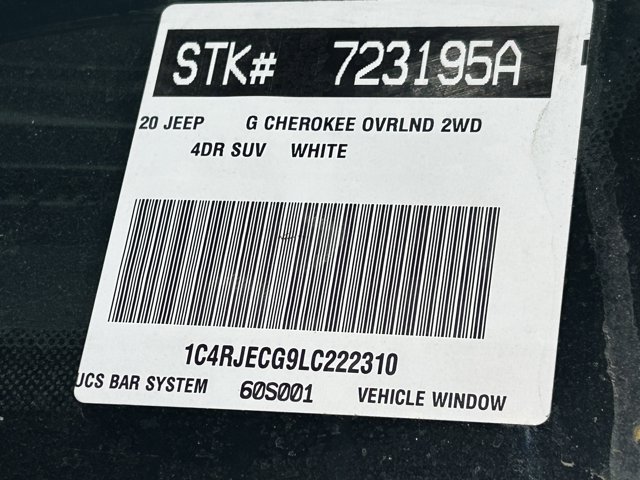 STK# 723195A
20 JEEP G CHEROKEE OVRLND 2WD
4DR SUV WHITE
1C4RJECG9LC222310
UCS BAR SYSTEM 60S001 VEHICLE WINDOW